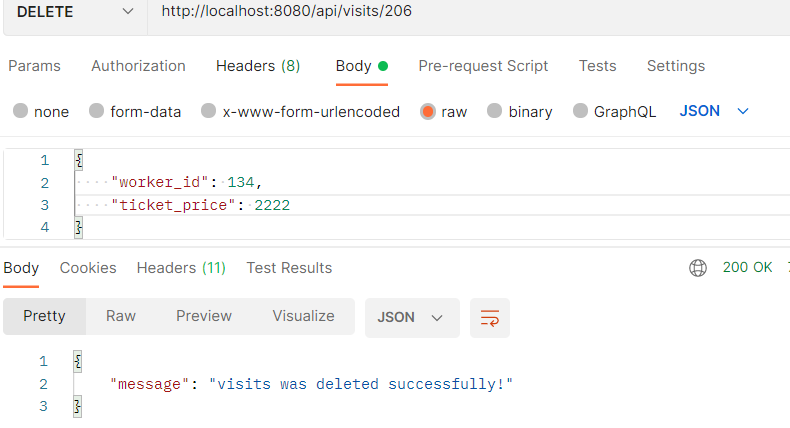 DELETE http://localhost:8080/api/visits/206
Params Authorization Headers (8) Body Pre-request Script Tests Settings
none form-data x-www-form-urlencoded raw binary GraphQL JSON
1 {
2 "worker_id": 134,
3 "ticket_price": 2222
4 }
Body Cookies Headers (11) Test Results 200 OK
Pretty Raw Preview Visualize JSON
1 {
2 "message": "visits was deleted successfully!"
3 }